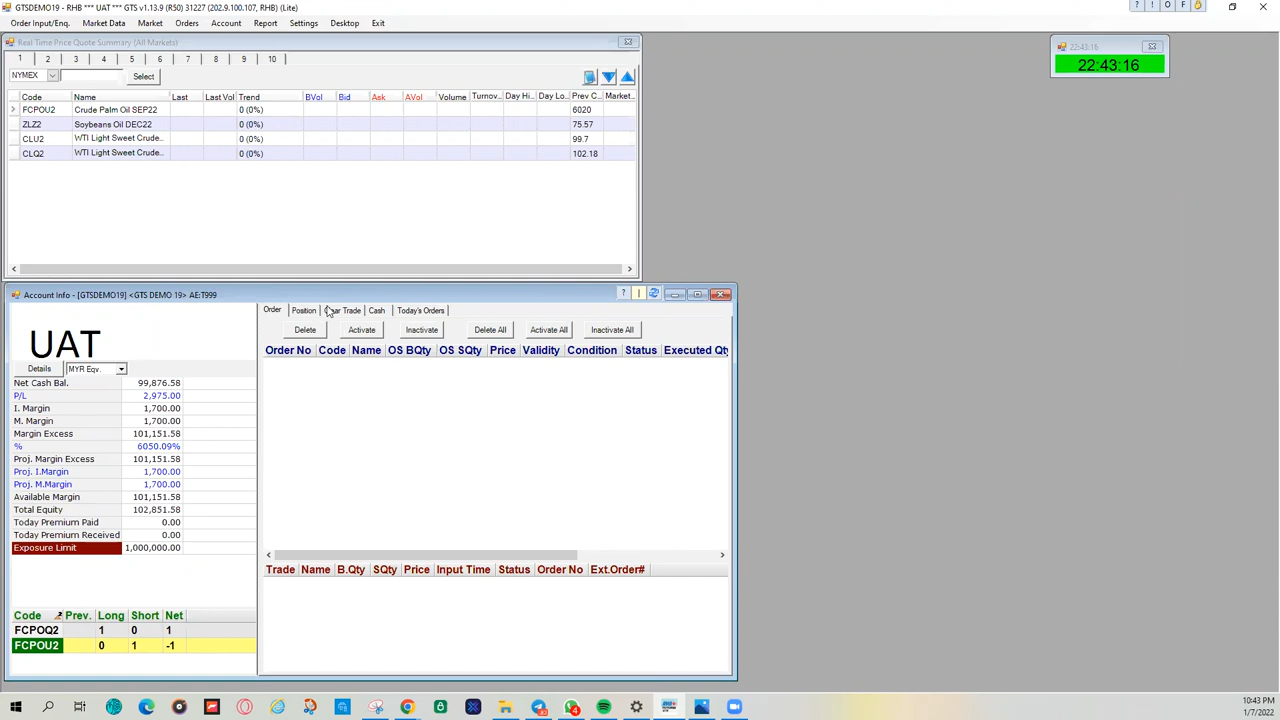 GTSDEMO19 - RHB *** UAT *** GTS v1.13.9 (R50) 31227 (202.9.100.107, RHB) (Lite)
? ! O F
Order Input/Enq. Market Data Market Orders Account Report Settings Desktop Exit
Real Time Price Quote Summary (All Markets)
1 2 3 4 5 6 7 8 9 10
NYMEX Select
Code Name Last Last Vol Trend BVol Bid Ask AVol Volume Turnov... Day Hi... Day Lo... Prev C... Market
FCPOU2 Crude Palm Oil SEP22 0 (0%) 6020
ZLZ2 Soybeans Oil DEC22 0 (0%) 75.57
CLU2 WTI Light Sweet Crude... 0 (0%) 99.7
CLQ2 WTI Light Sweet Crude... 0 (0%) 102.18
22:43:16
22:43:16
Account Info - [GTSDEMO19] <GTS DEMO 19> AE:T999
UAT
Details MYR Eqv.
Net Cash Bal. 99,876.58
P/L 2,975.00
I. Margin 1,700.00
M. Margin 1,700.00
Margin Excess 101,151.58
% 6050.09%
Proj. Margin Excess 101,151.58
Proj. I.Margin 1,700.00
Proj. M.Margin 1,700.00
Available Margin 101,151.58
Total Equity 102,851.58
Today Premium Paid 0.00
Today Premium Received 0.00
Exposure Limit 1,000,000.00
Code Prev. Long Short Net
FCPOQ2 1 0 1
FCPOU2 0 1 -1
Order Position ar Trade Cash Today's Orders
Delete Activate Inactivate Delete All Activate All Inactivate All
Order No Code Name OS BQty OS SQty Price Validity Condition Status Executed Qty
Trade Name B.Qty SQty Price Input Time Status Order No Ext.Order#
10:43 PM
1/7/2022